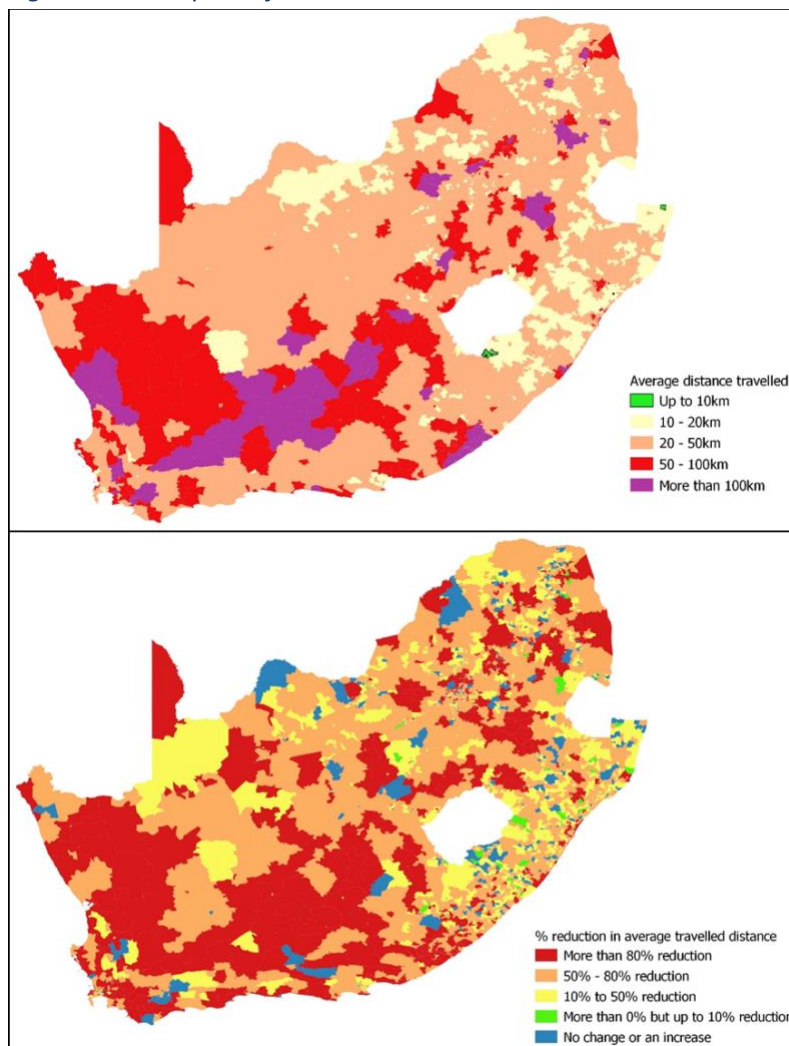 Average distance travelled
Up to 10km
10 - 20km
20 - 50km
50 - 100km
More than 100km
% reduction in average travelled distance
More than 80% reduction
50% - 80% reduction
10% to 50% reduction
More than 0% but up to 10% reduction
No change or an increase